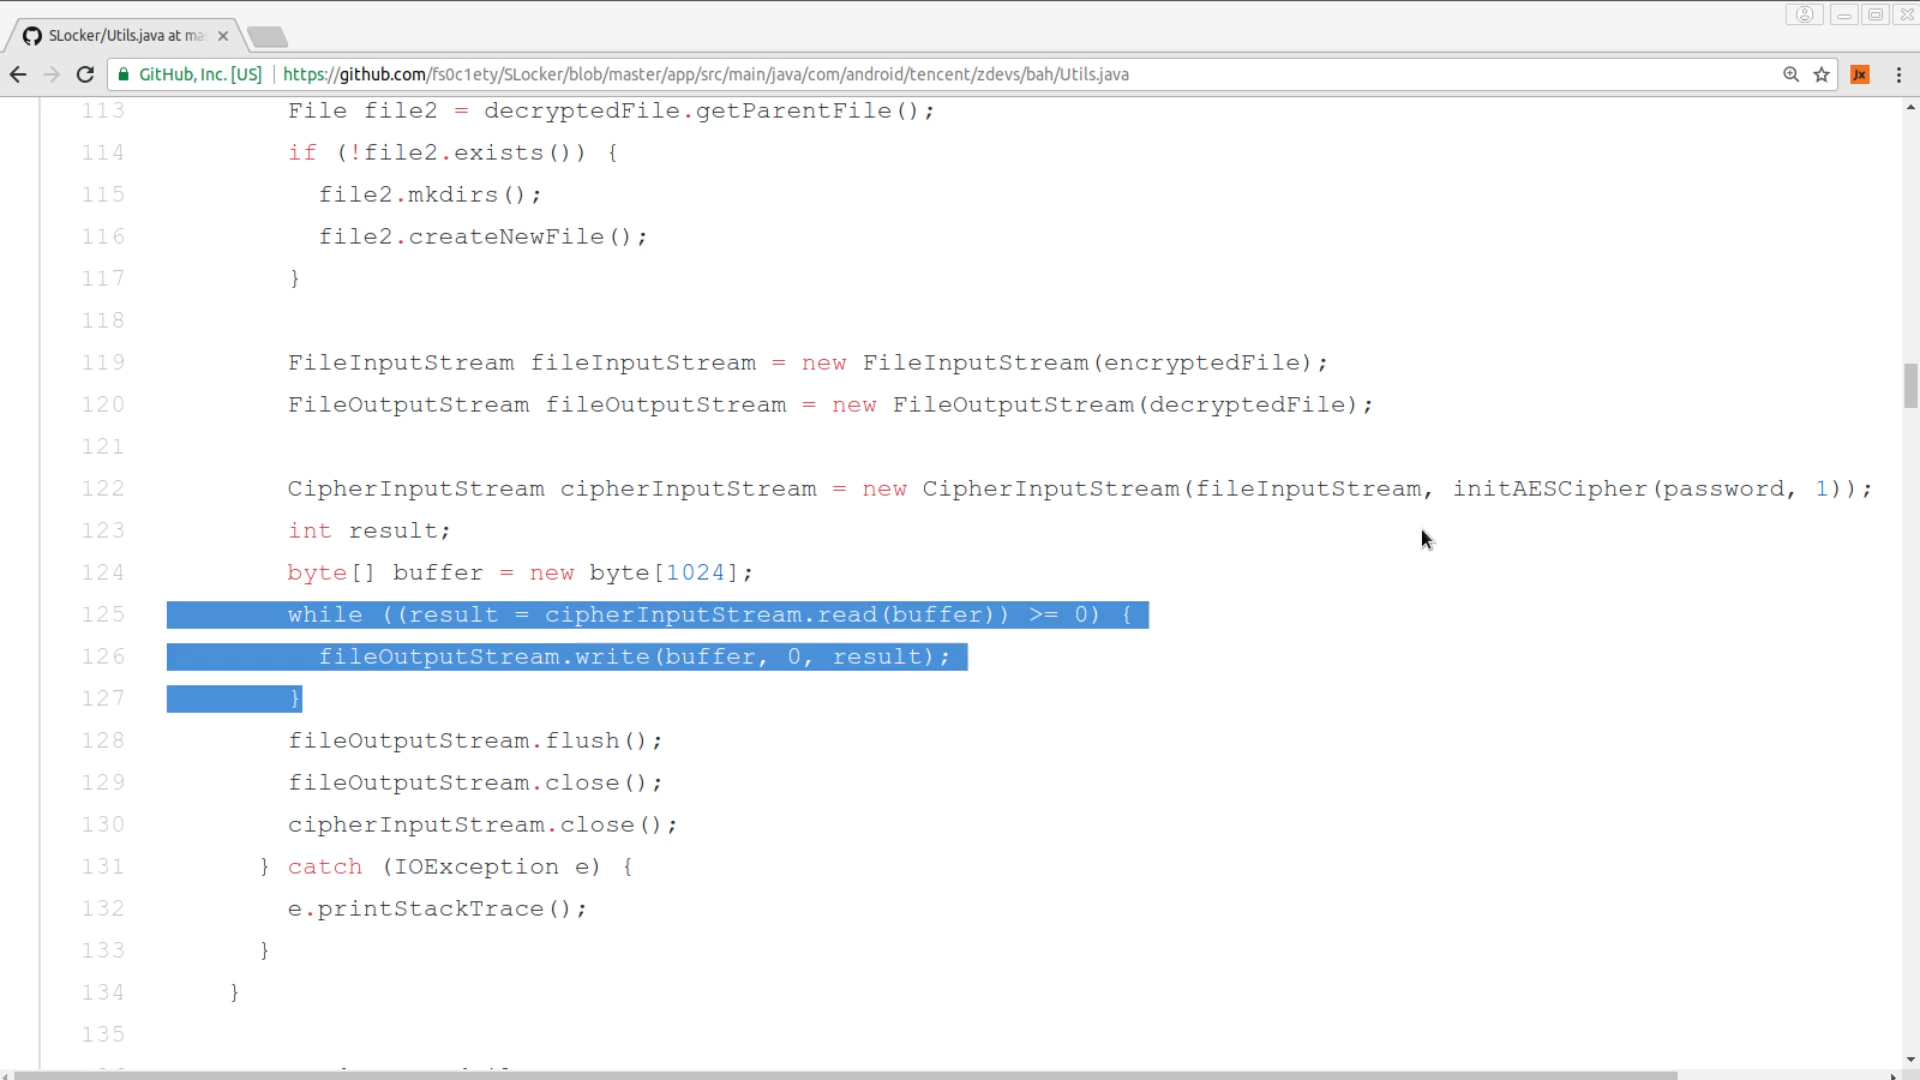 SLocker/Utils.java at ma
GitHub, Inc. [US] https://github.com/fs0c1ety/SLocker/blob/master/app/src/main/java/com/android/tencent/zdevs/bah/Utils.java
113 File file2 = decryptedFile.getParentFile();
114 if (!file2.exists()) {
115 file2.mkdirs();
116 file2.createNewFile();
117 }
118
119 FileInputStream fileInputStream = new FileInputStream(encryptedFile);
120 FileOutputStream fileOutputStream = new FileOutputStream(decryptedFile);
121
122 CipherInputStream cipherInputStream = new CipherInputStream(fileInputStream, initAESCipher(password, 1));
123 int result;
124 byte[] buffer = new byte[1024];
125 while ((result = cipherInputStream.read(buffer)) >= 0) {
126 fileOutputStream.write(buffer, 0, result);
127 }
128 fileOutputStream.flush();
129 fileOutputStream.close();
130 cipherInputStream.close();
131 } catch (IOException e) {
132 e.printStackTrace();
133 }
134 }
135